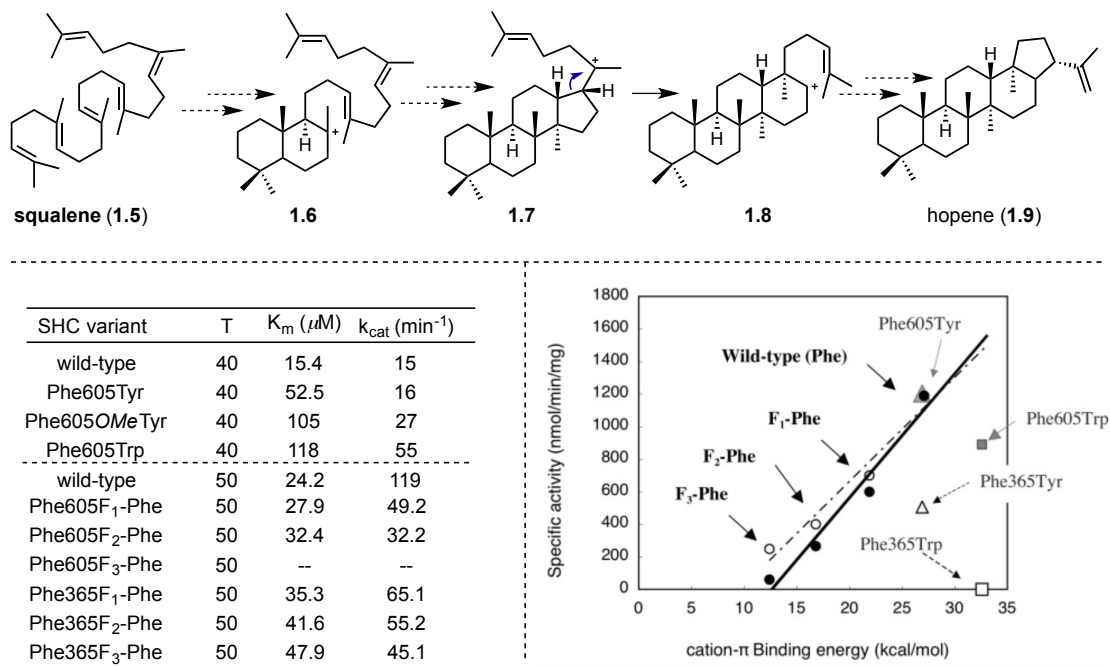 H
H
H
H
H
H
H
H
H
+
+
+
+
squalene (1.5)
1.6
1.7
1.8
hopene (1.9)
SHC variant T Km (μM) kcat (min-1)
wild-type 40 15.4 15
Phe605Tyr 40 52.5 16
Phe605OMeTyr 40 105 27
Phe605Trp 40 118 55
wild-type 50 24.2 119
Phe605F1-Phe 50 27.9 49.2
Phe605F2-Phe 50 32.4 32.2
Phe605F3-Phe 50 -- --
Phe365F1-Phe 50 35.3 65.1
Phe365F2-Phe 50 41.6 55.2
Phe365F3-Phe 50 47.9 45.1
Specific activity (nmol/min/mg)
1800
1600
1400
1200
1000
800
600
400
200
0
Phe605Tyr
Wild-type (Phe)
F1-Phe
Phe605Trp
F2-Phe
Phe365Tyr
F3-Phe
Phe365Trp
0 5 10 15 20 25 30 35
cation-π Binding energy (kcal/mol)